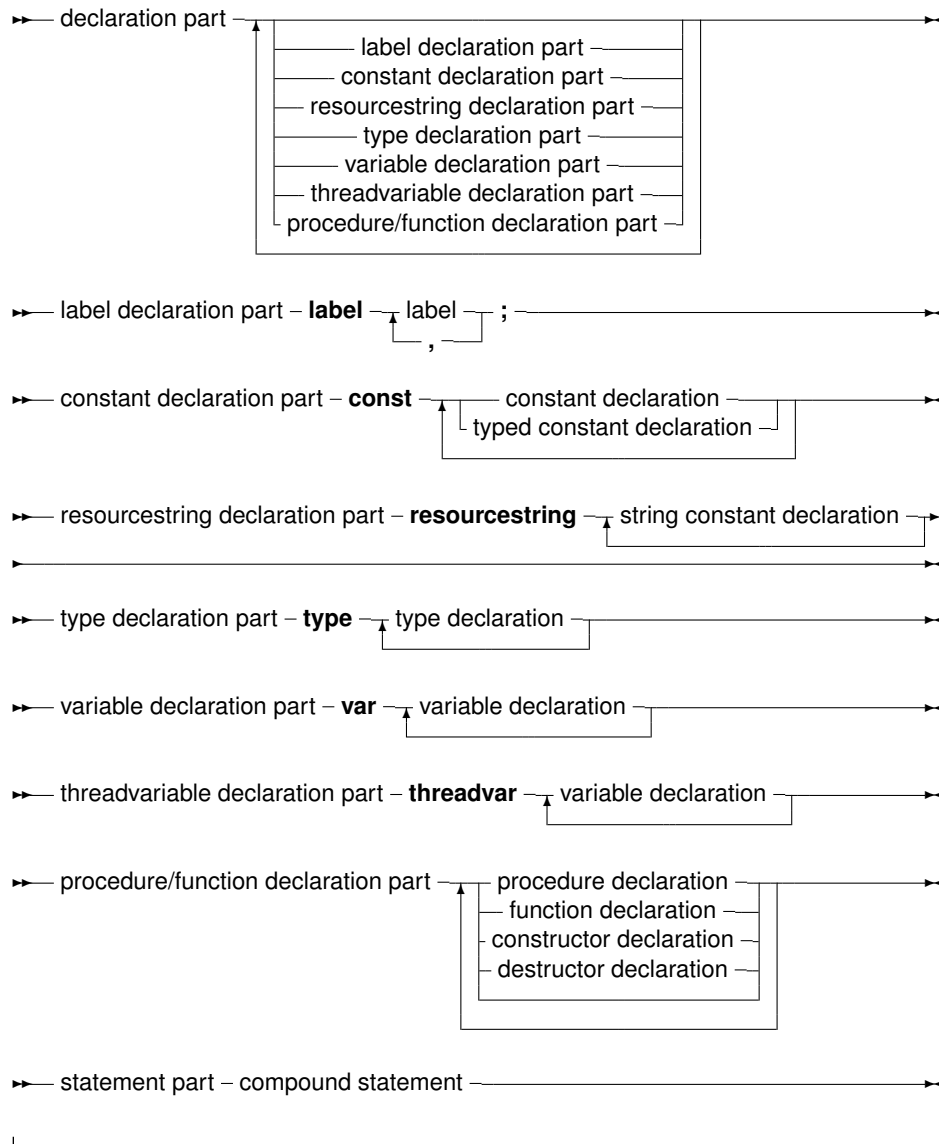 declaration part
label declaration part
constant declaration part
resourcestring declaration part
type declaration part
variable declaration part
threadvariable declaration part
procedure/function declaration part
label declaration part label label ;
,
constant declaration part const constant declaration
typed constant declaration
resourcestring declaration part resourcestring string constant declaration
type declaration part type type declaration
variable declaration part var variable declaration
threadvariable declaration part threadvar variable declaration
procedure/function declaration part procedure declaration
function declaration
constructor declaration
destructor declaration
statement part compound statement